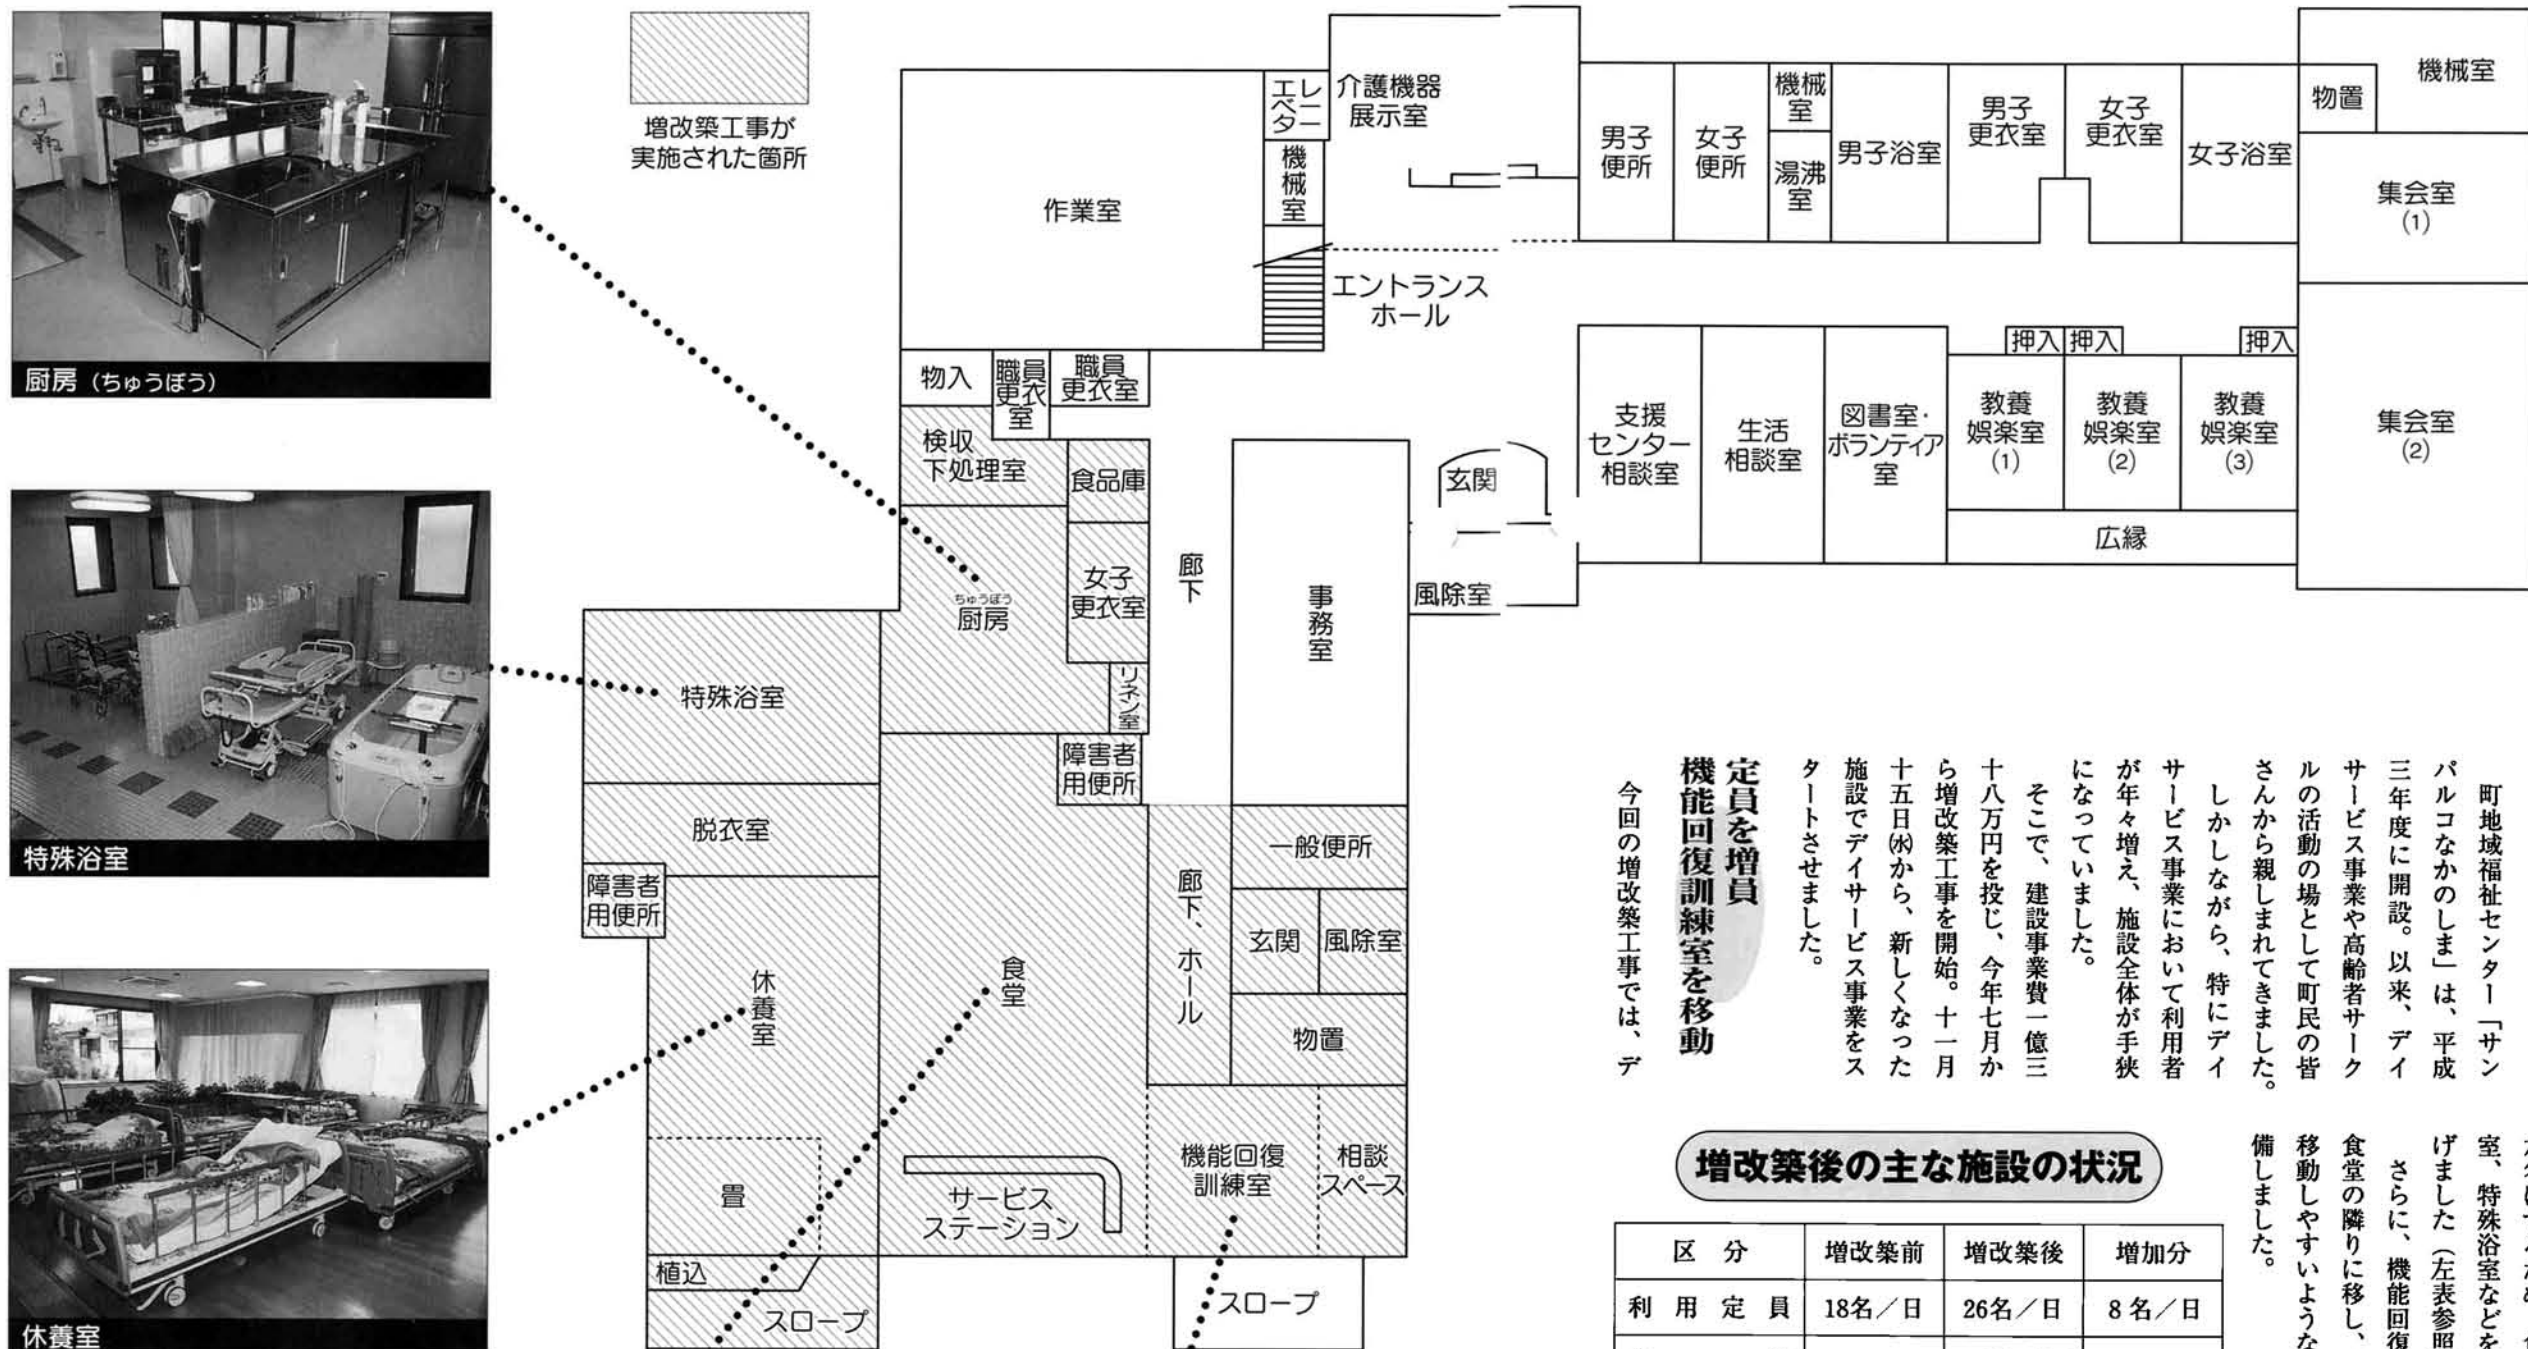 増改築工事が
実施された箇所
厨房（ちゅうぼう）
特殊浴室
休養室
作業室
エレベーター
機械室
介護機器
展示室
エントランス
ホール
男子
便所
女子
便所
機械
室
湯沸
室
男子浴室
男子
更衣室
女子
更衣室
女子浴室
物置
機械室
集会室
(1)
集会室
(2)
支援
センター
相談室
生活
相談室
図書室・
ボランティア
室
押入
押入
押入
教養
娯楽室
(1)
教養
娯楽室
(2)
教養
娯楽室
(3)
広縁
物入
職員
更衣
室
職員
更衣室
検収
下処理室
食品庫
女子
更衣室
ちゅうぼう
厨房
リネン室
廊下
事務室
玄関
風除室
特殊浴室
脱衣室
障害者
用便所
障害者
用便所
休養室
食堂
廊下、ホール
一般便所
玄関
風除室
物置
畳
サービス
ステーション
機能回復
訓練室
相談
スペース
植込
スロープ
スロープ
町地域福祉センター「サン
パルコなかのしま」は、平成
三年度に開設。以来、デイ
サービス事業や高齢者サーク
ルの活動の場として町民の皆
さんから親しまれてきました。
しかしながら、特にデイ
サービス事業において利用者
が年々増え、施設全体が手狭
になっていました。
そこで、建設事業費一億三
十八万円を投じ、今年七月か
ら増改築工事を開始。十一月
十五日㈬から、新しくなった
施設でデイサービス事業をス
タートさせました。
定員を増員
機能回復訓練室を移動
今回の増改築工事では、デ
室、特殊浴室などを
げました（左表参照
さらに、機能回復
食堂の隣りに移し、
移動しやすいような
備しました。
増改築後の主な施設の状況
区 分 増改築前 増改築後 増加分
利用定員 18名／日 26名／日 8名／日